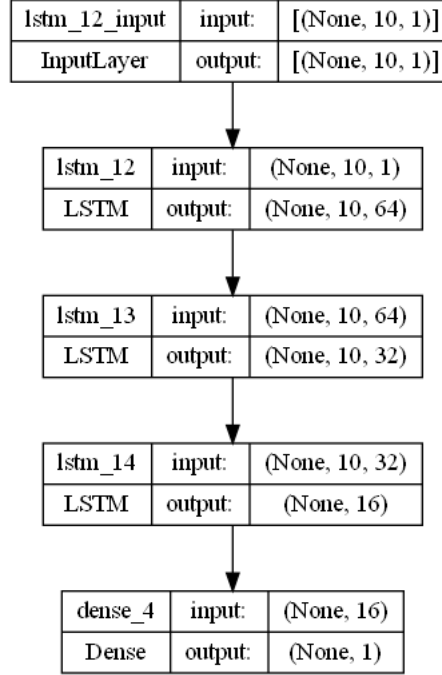 lstm_12_input input: [(None, 10, 1)]
InputLayer output: [(None, 10, 1)]
lstm_12 input: (None, 10, 1)
LSTM output: (None, 10, 64)
lstm_13 input: (None, 10, 64)
LSTM output: (None, 10, 32)
lstm_14 input: (None, 10, 32)
LSTM output: (None, 16)
dense_4 input: (None, 16)
Dense output: (None, 1)